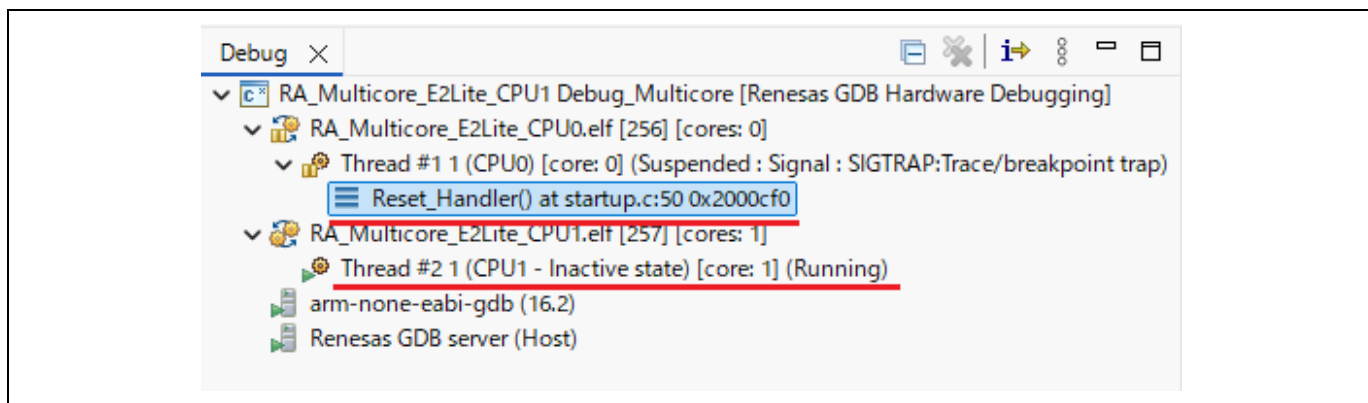 Debug
RA_Multicore_E2Lite_CPU1 Debug_Multicore [Renesas GDB Hardware Debugging]
RA_Multicore_E2Lite_CPU0.elf [256] [cores: 0]
Thread #1 1 (CPU0) [core: 0] (Suspended : Signal : SIGTRAP:Trace/breakpoint trap)
Reset_Handler() at startup.c:50 0x2000cf0
RA_Multicore_E2Lite_CPU1.elf [257] [cores: 1]
Thread #2 1 (CPU1 - Inactive state) [core: 1] (Running)
arm-none-eabi-gdb (16.2)
Renesas GDB server (Host)